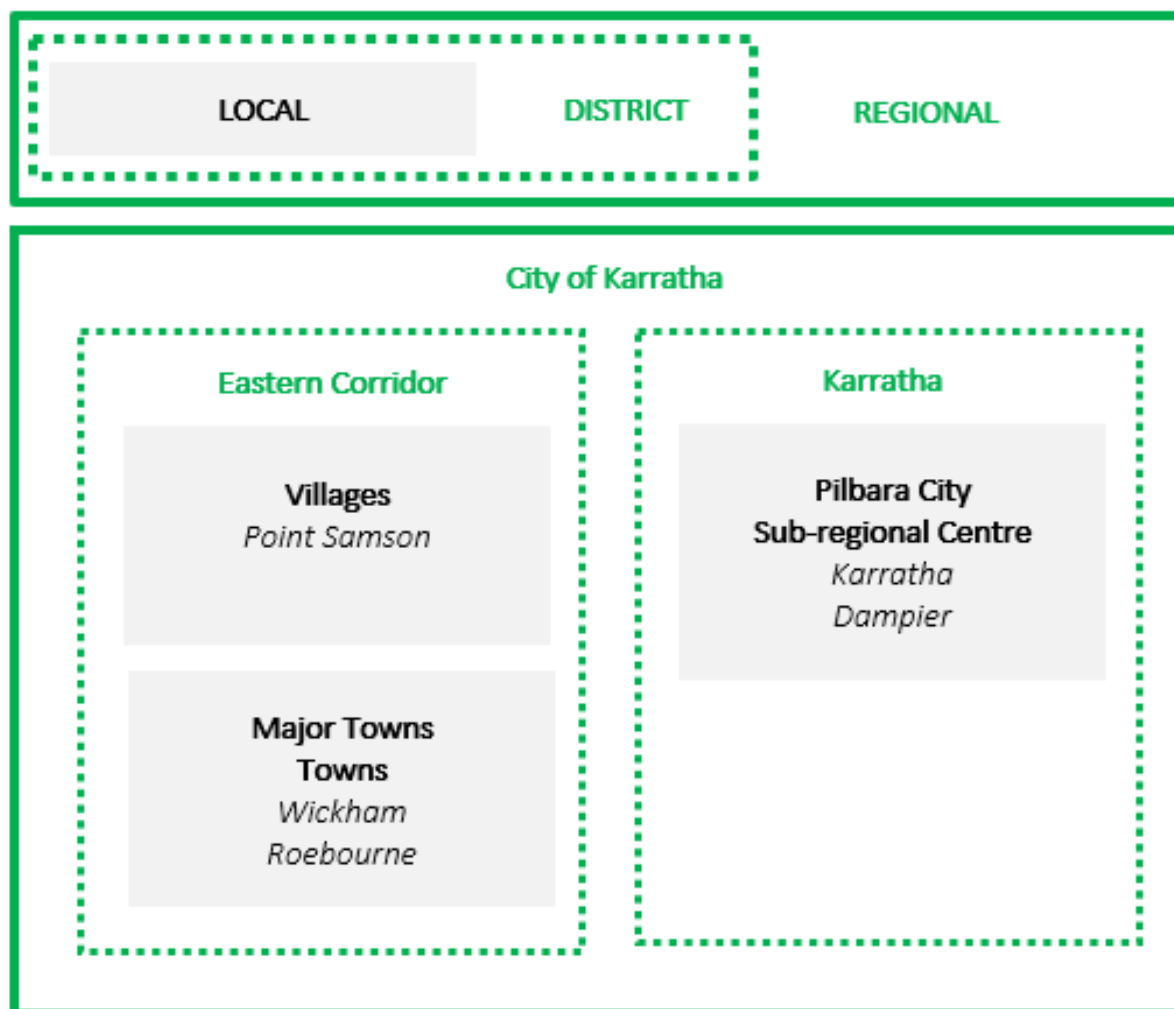 LOCAL
DISTRICT
REGIONAL
City of Karratha
Eastern Corridor
Villages
Point Samson
Major Towns
Towns
Wickham
Roebourne
Karratha
Pilbara City
Sub-regional Centre
Karratha
Dampier